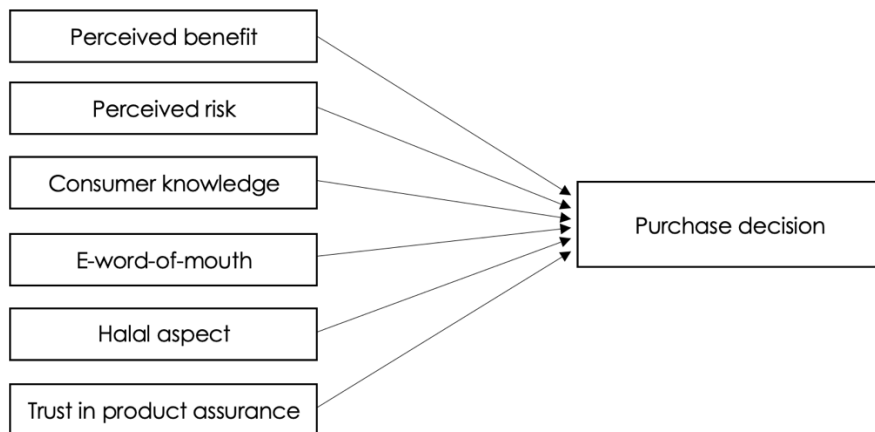 Perceived benefit
Perceived risk
Consumer knowledge
E-word-of-mouth
Halal aspect
Trust in product assurance
Purchase decision